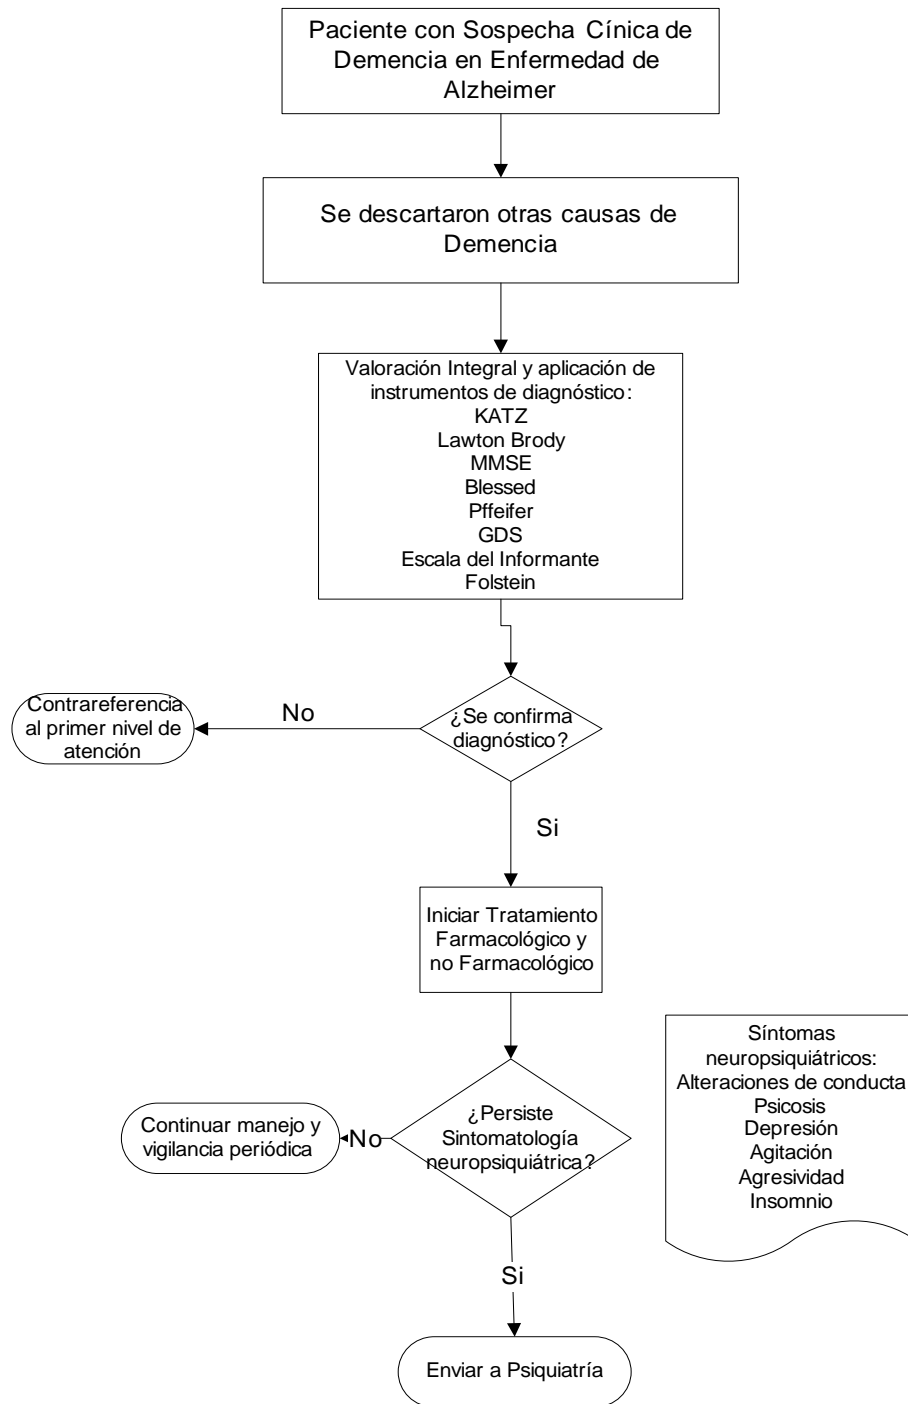 Paciente con Sospecha Cínica de
Demencia en Enfermedad de
Alzheimer
Se descartaron otras causas de
Demencia
Valoración Integral y aplicación de
instrumentos de diagnóstico:
KATZ
Lawton Brody
MMSE
Blessed
Pffeifer
GDS
Escala del Informante
Folstein
¿Se confirma
diagnóstico?
No
Contrareferencia
al primer nivel de
atención
Si
Iniciar Tratamiento
Farmacológico y
no Farmacológico
¿Persiste
Sintomatología
neuropsiquiátrica?
No
Continuar manejo y
vigilancia periódica
Síntomas
neuropsiquiátricos:
Alteraciones de conducta
Psicosis
Depresión
Agitación
Agresividad
Insomnio
Si
Enviar a Psiquiatría